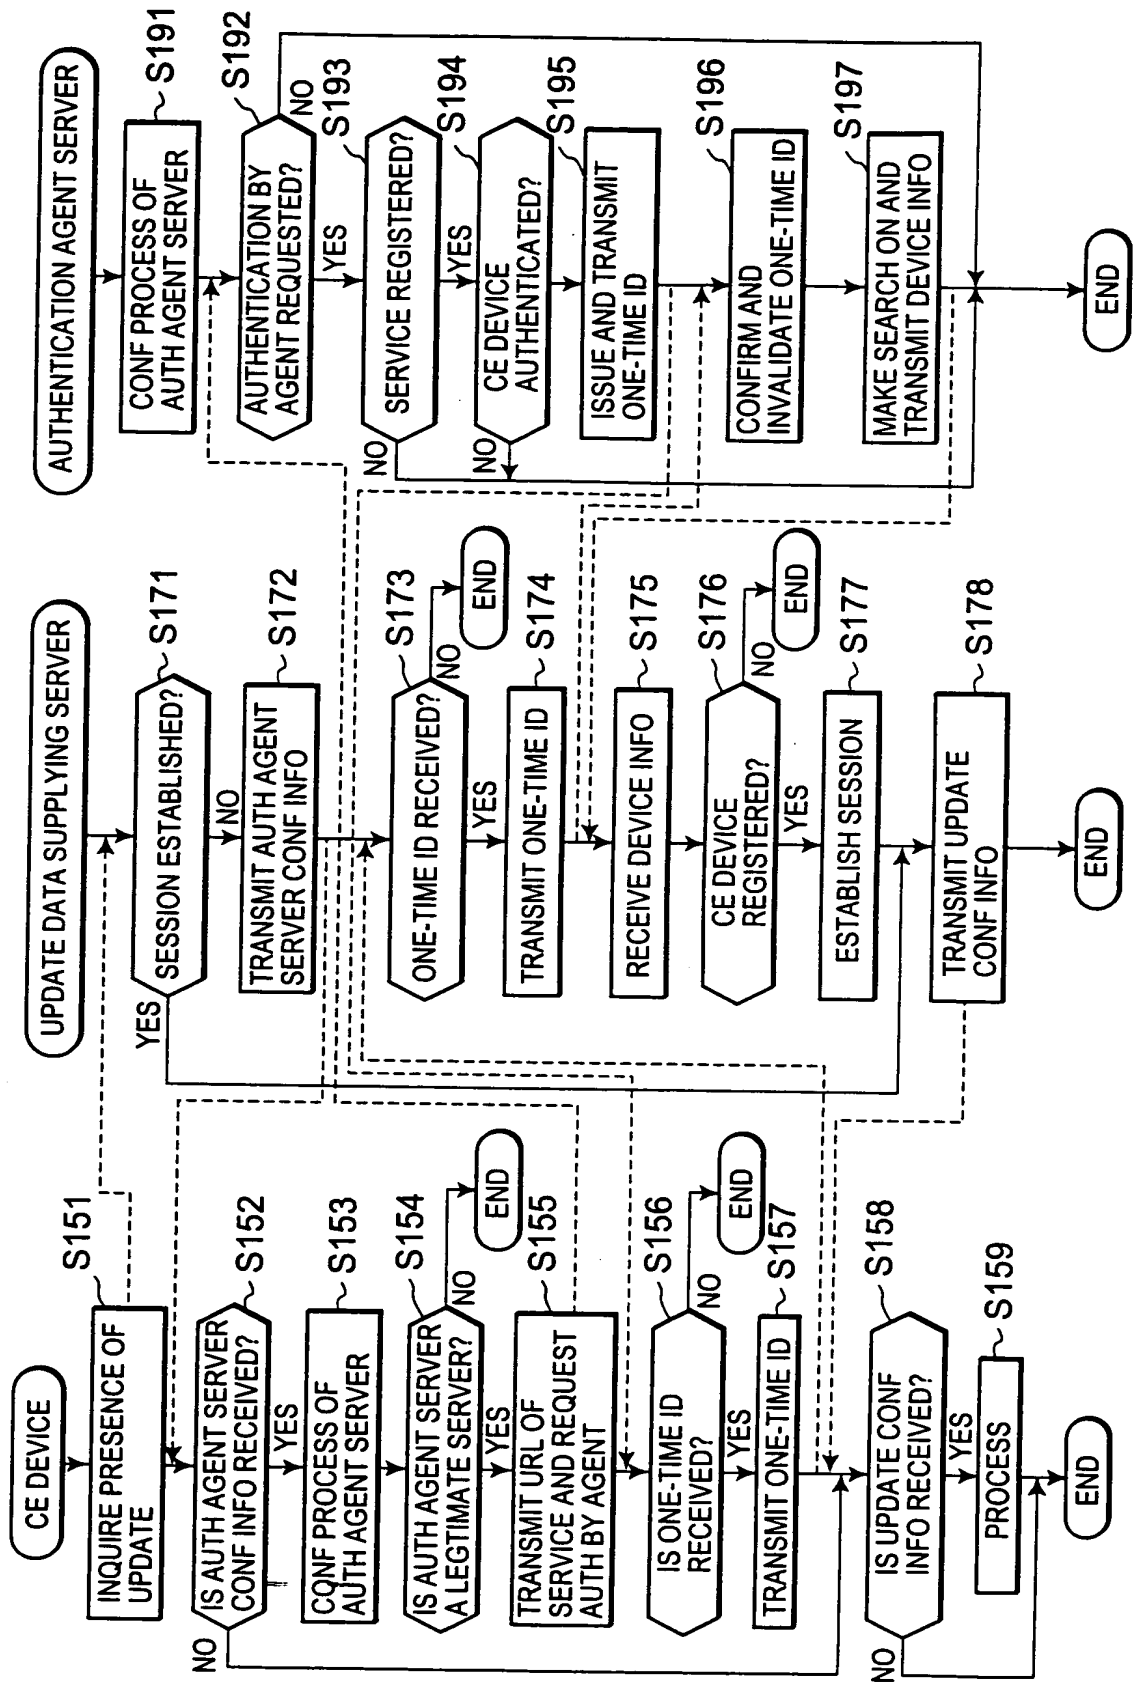 CE DEVICE
S151
INQUIRE PRESENCE OF
UPDATE
S152
IS AUTH AGENT SERVER
CONF INFO RECEIVED?
NO
YES
S153
CONF PROCESS OF
AUTH AGENT SERVER
S154
IS AUTH AGENT SERVER
A LEGTIMATE SERVER?
NO
END
YES
S155
TRANSMIT URL OF
SERVICE AND REQUEST
AUTH BY AGENT
S156
IS ONE-TIME ID
RECEIVED?
NO
END
YES
S157
TRANSMIT ONE-TIME ID
S158
IS UPDATE CONF
INFO RECEIVED?
NO
YES
S159
PROCESS
END
UPDATE DATA SUPPLYING SERVER
S171
SESSION ESTABLISHED?
YES
NO
S172
TRANSMIT AUTH AGENT
SERVER CONF INFO
S173
ONE-TIME ID RECEIVED?
NO
END
YES
S174
TRANSMIT ONE-TIME ID
S175
RECEIVE DEVICE INFO
S176
CE DEVICE
REGISTERED?
NO
END
YES
S177
ESTABLISH SESSION
S178
TRANSMIT UPDATE
CONF INFO
END
AUTHENTICATION AGENT SERVER
S191
CONF PROCESS OF
AUTH AGENT SERVER
S192
AUTHENTICATION BY
AGENT REQUESTED?
NO
YES
S193
SERVICE REGISTERED?
NO
YES
S194
CE DEVICE
AUTHENTICATED?
NO
S195
ISSUE AND TRANSMIT
ONE-TIME ID
S196
CONFIRM AND
INVALIDATE ONE-TIME ID
S197
MAKE SEARCH ON AND
TRANSMIT DEVICE INFO
END